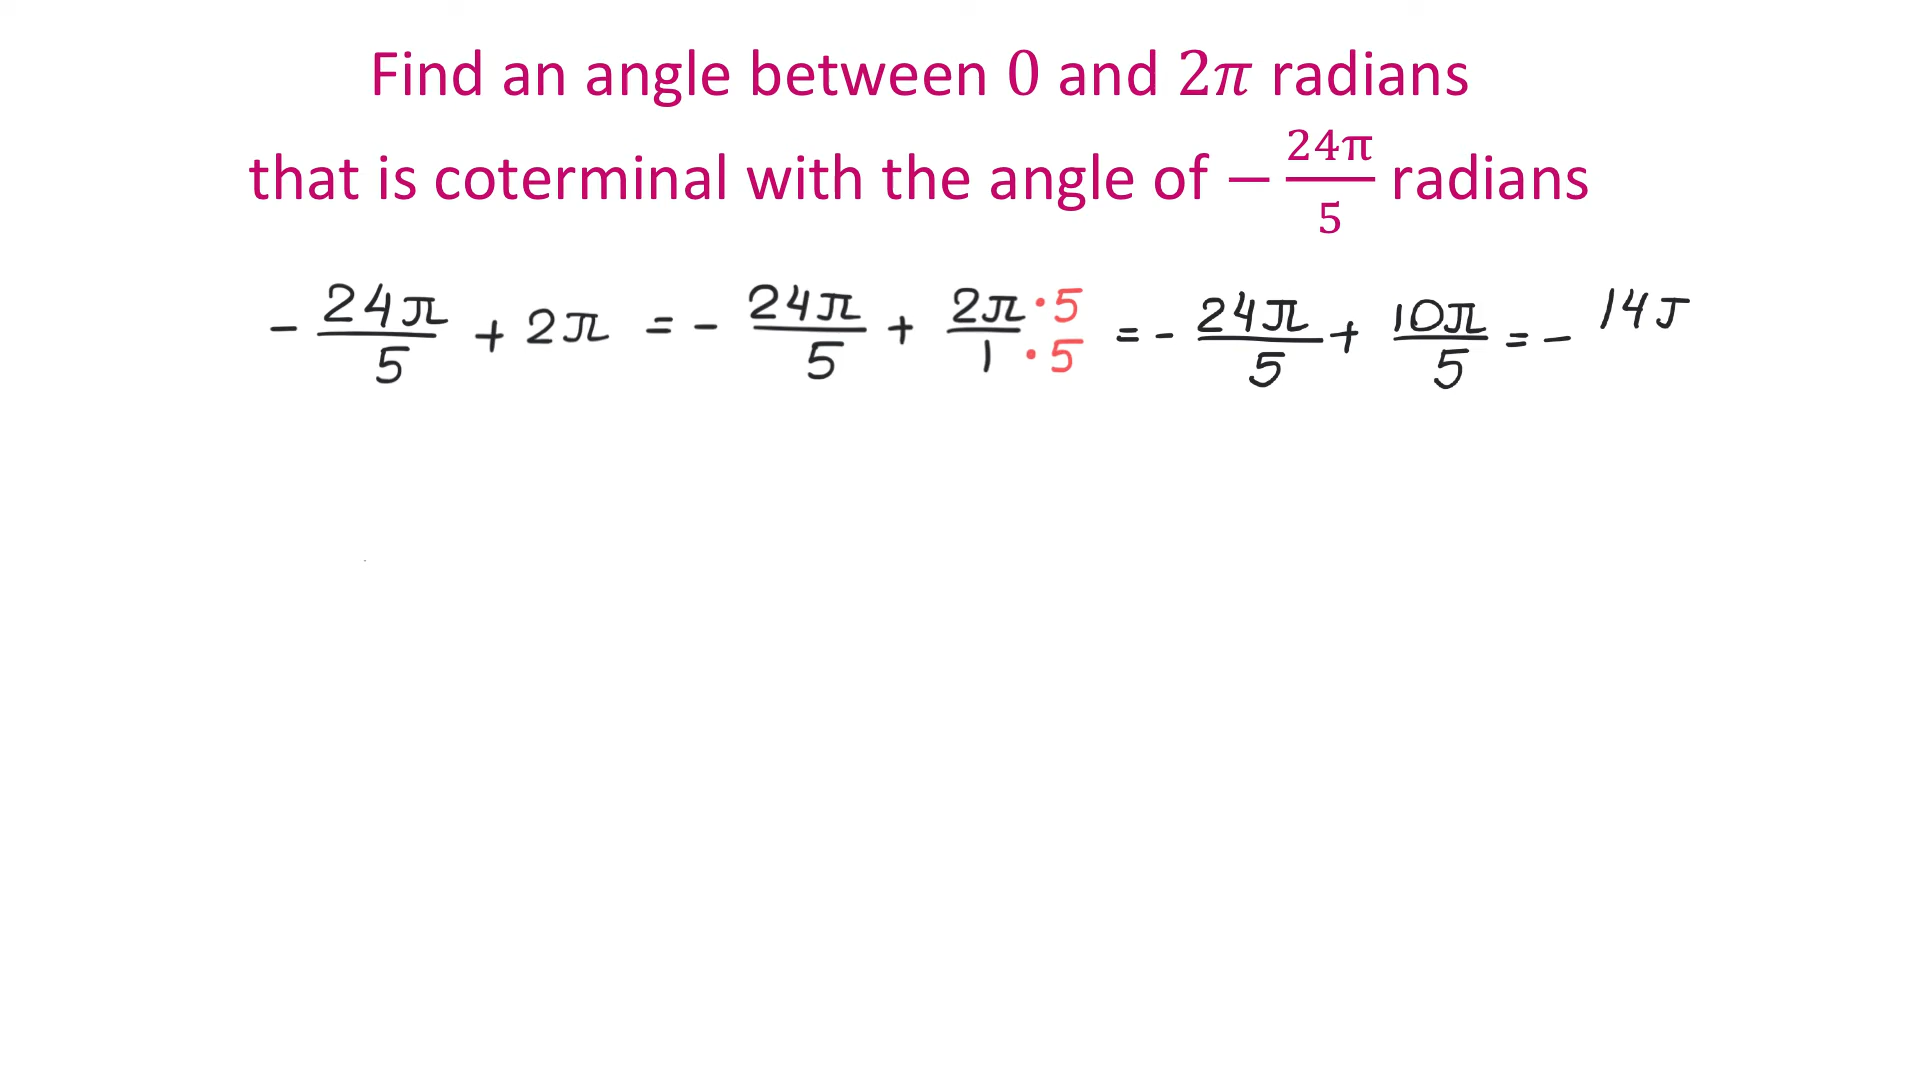 Find an angle between 0 and 2π radians
that is coterminal with the angle of −24π/5 radians
- 24π/5 + 2π = - 24π/5 + 2π·5/1·5 = - 24π/5 + 10π/5 = - 14